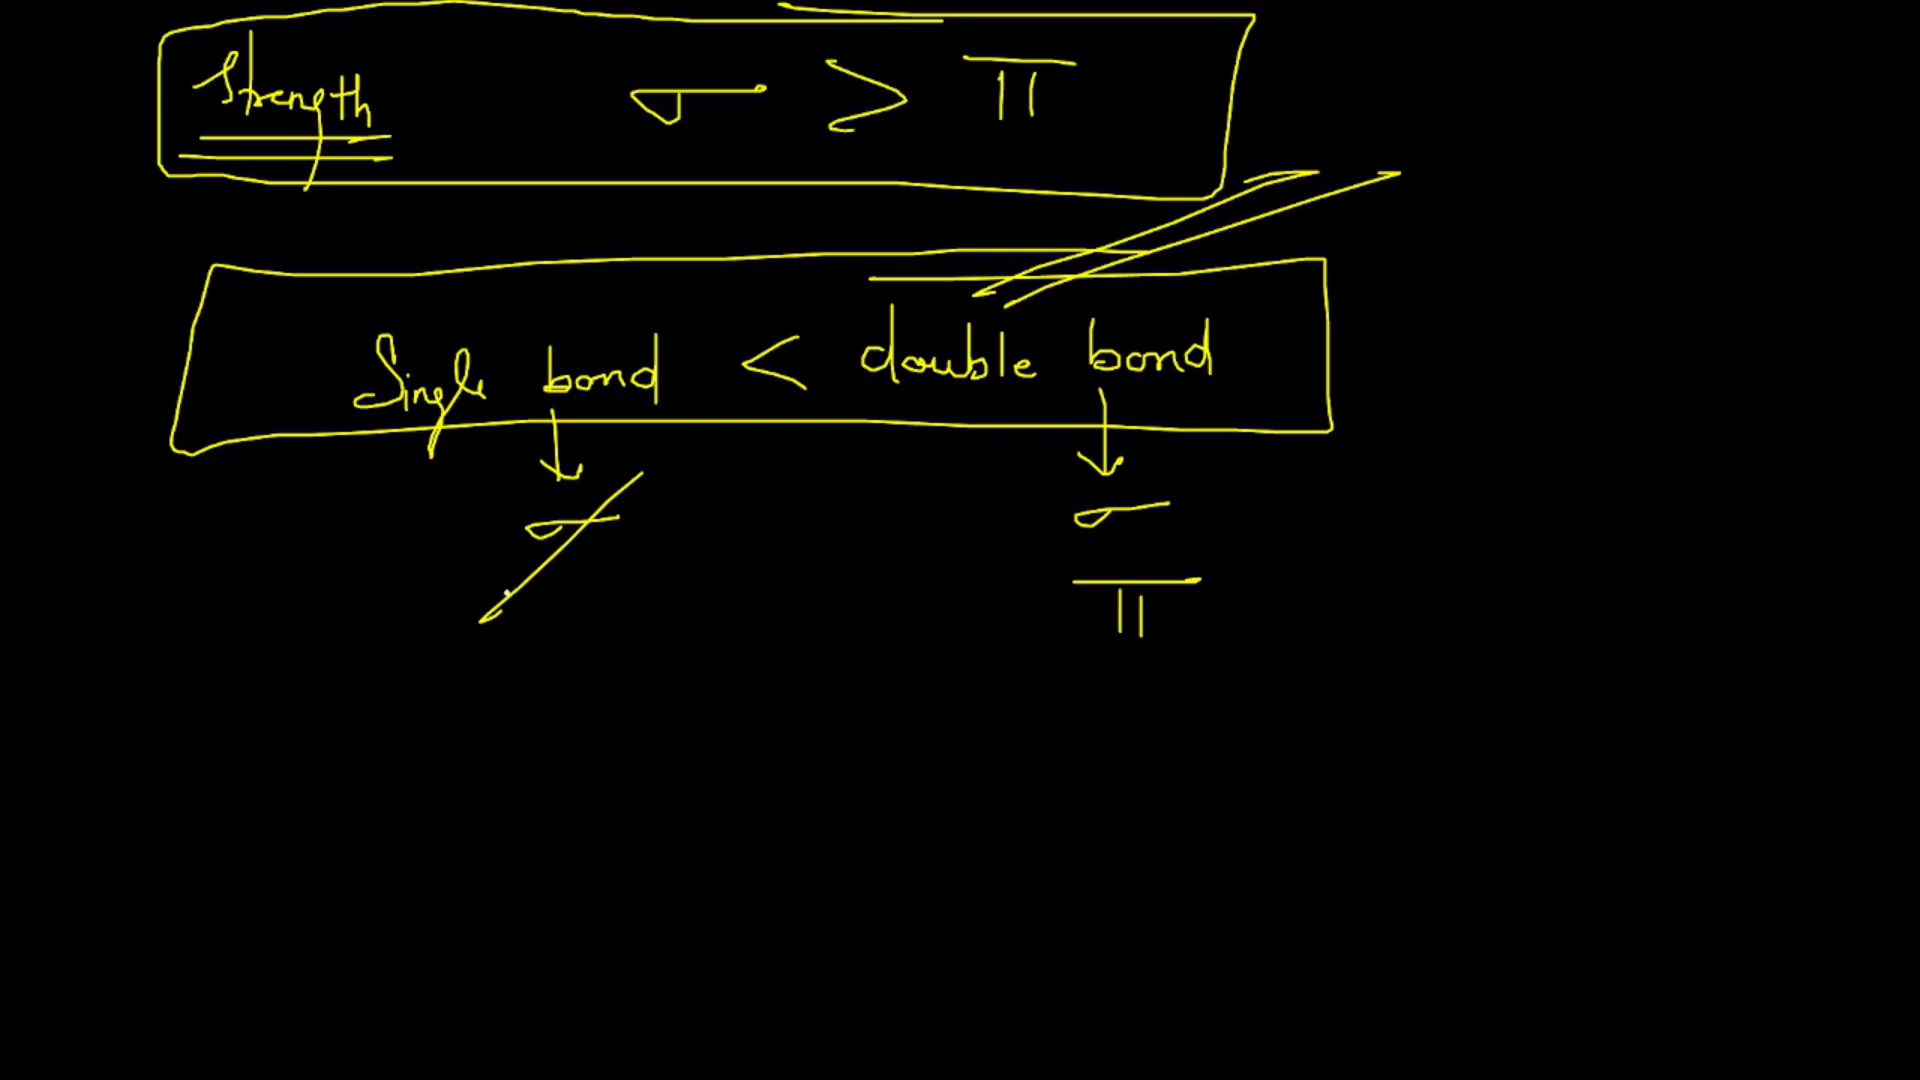 Strength σ > π
Single bond < double bond
σ σ
π